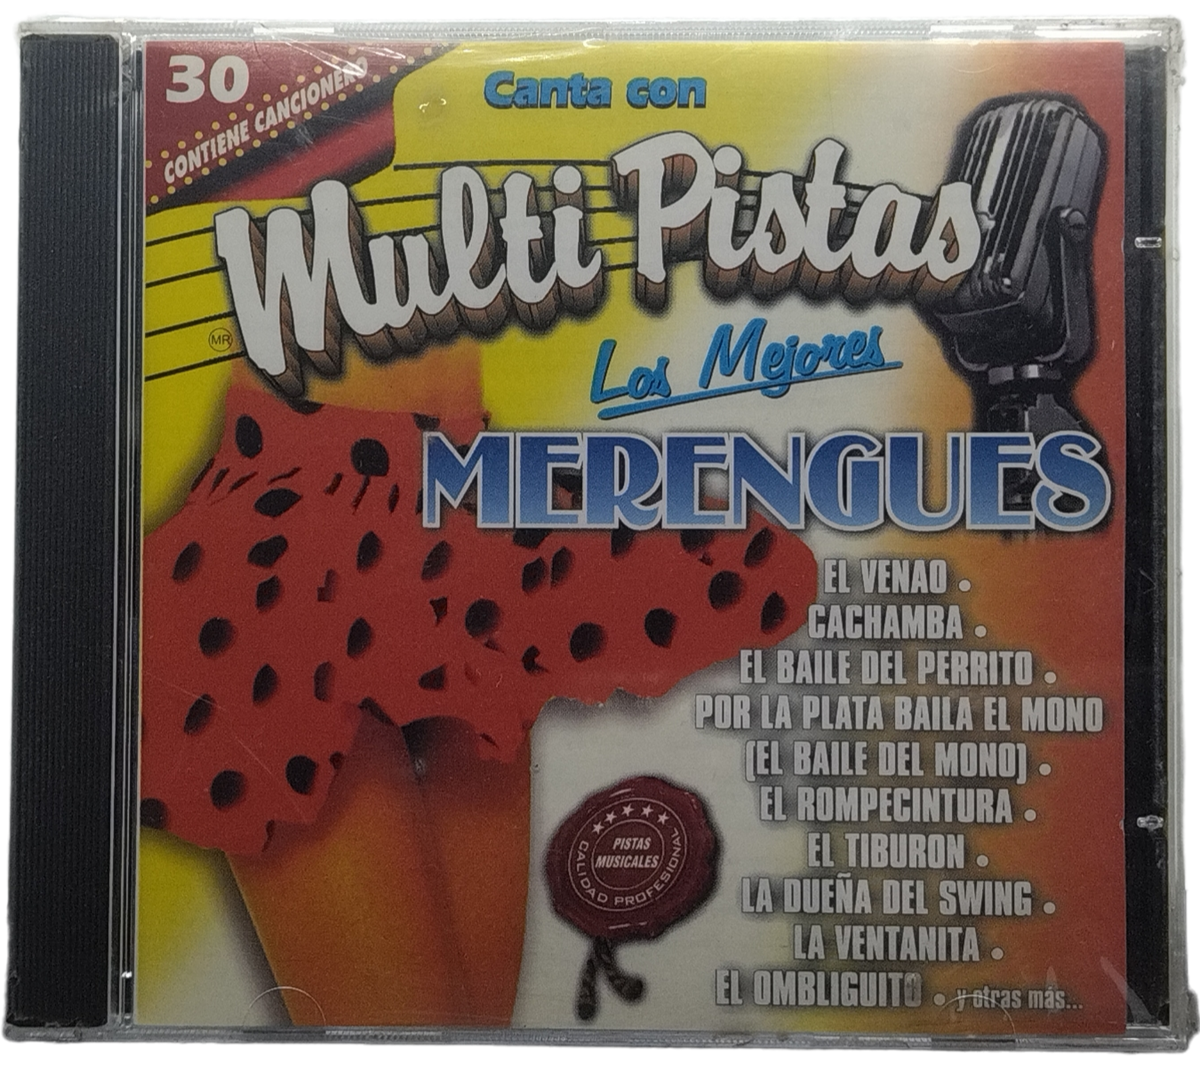 30
CONTIENE CANCIONERO
Canta con
Multi Pistas
MR
Los Mejores
MERENGUES
EL VENAO •
CACHAMBA •
EL BAILE DEL PERRITO •
POR LA PLATA BAILA EL MONO
(EL BAILE DEL MONO) •
EL ROMPECINTURA •
EL TIBURON •
LA DUEÑA DEL SWING •
LA VENTANITA •
EL OMBLIGUITO • y otras más...
PISTAS
MUSICALES
CALIDAD PROFESIONAL